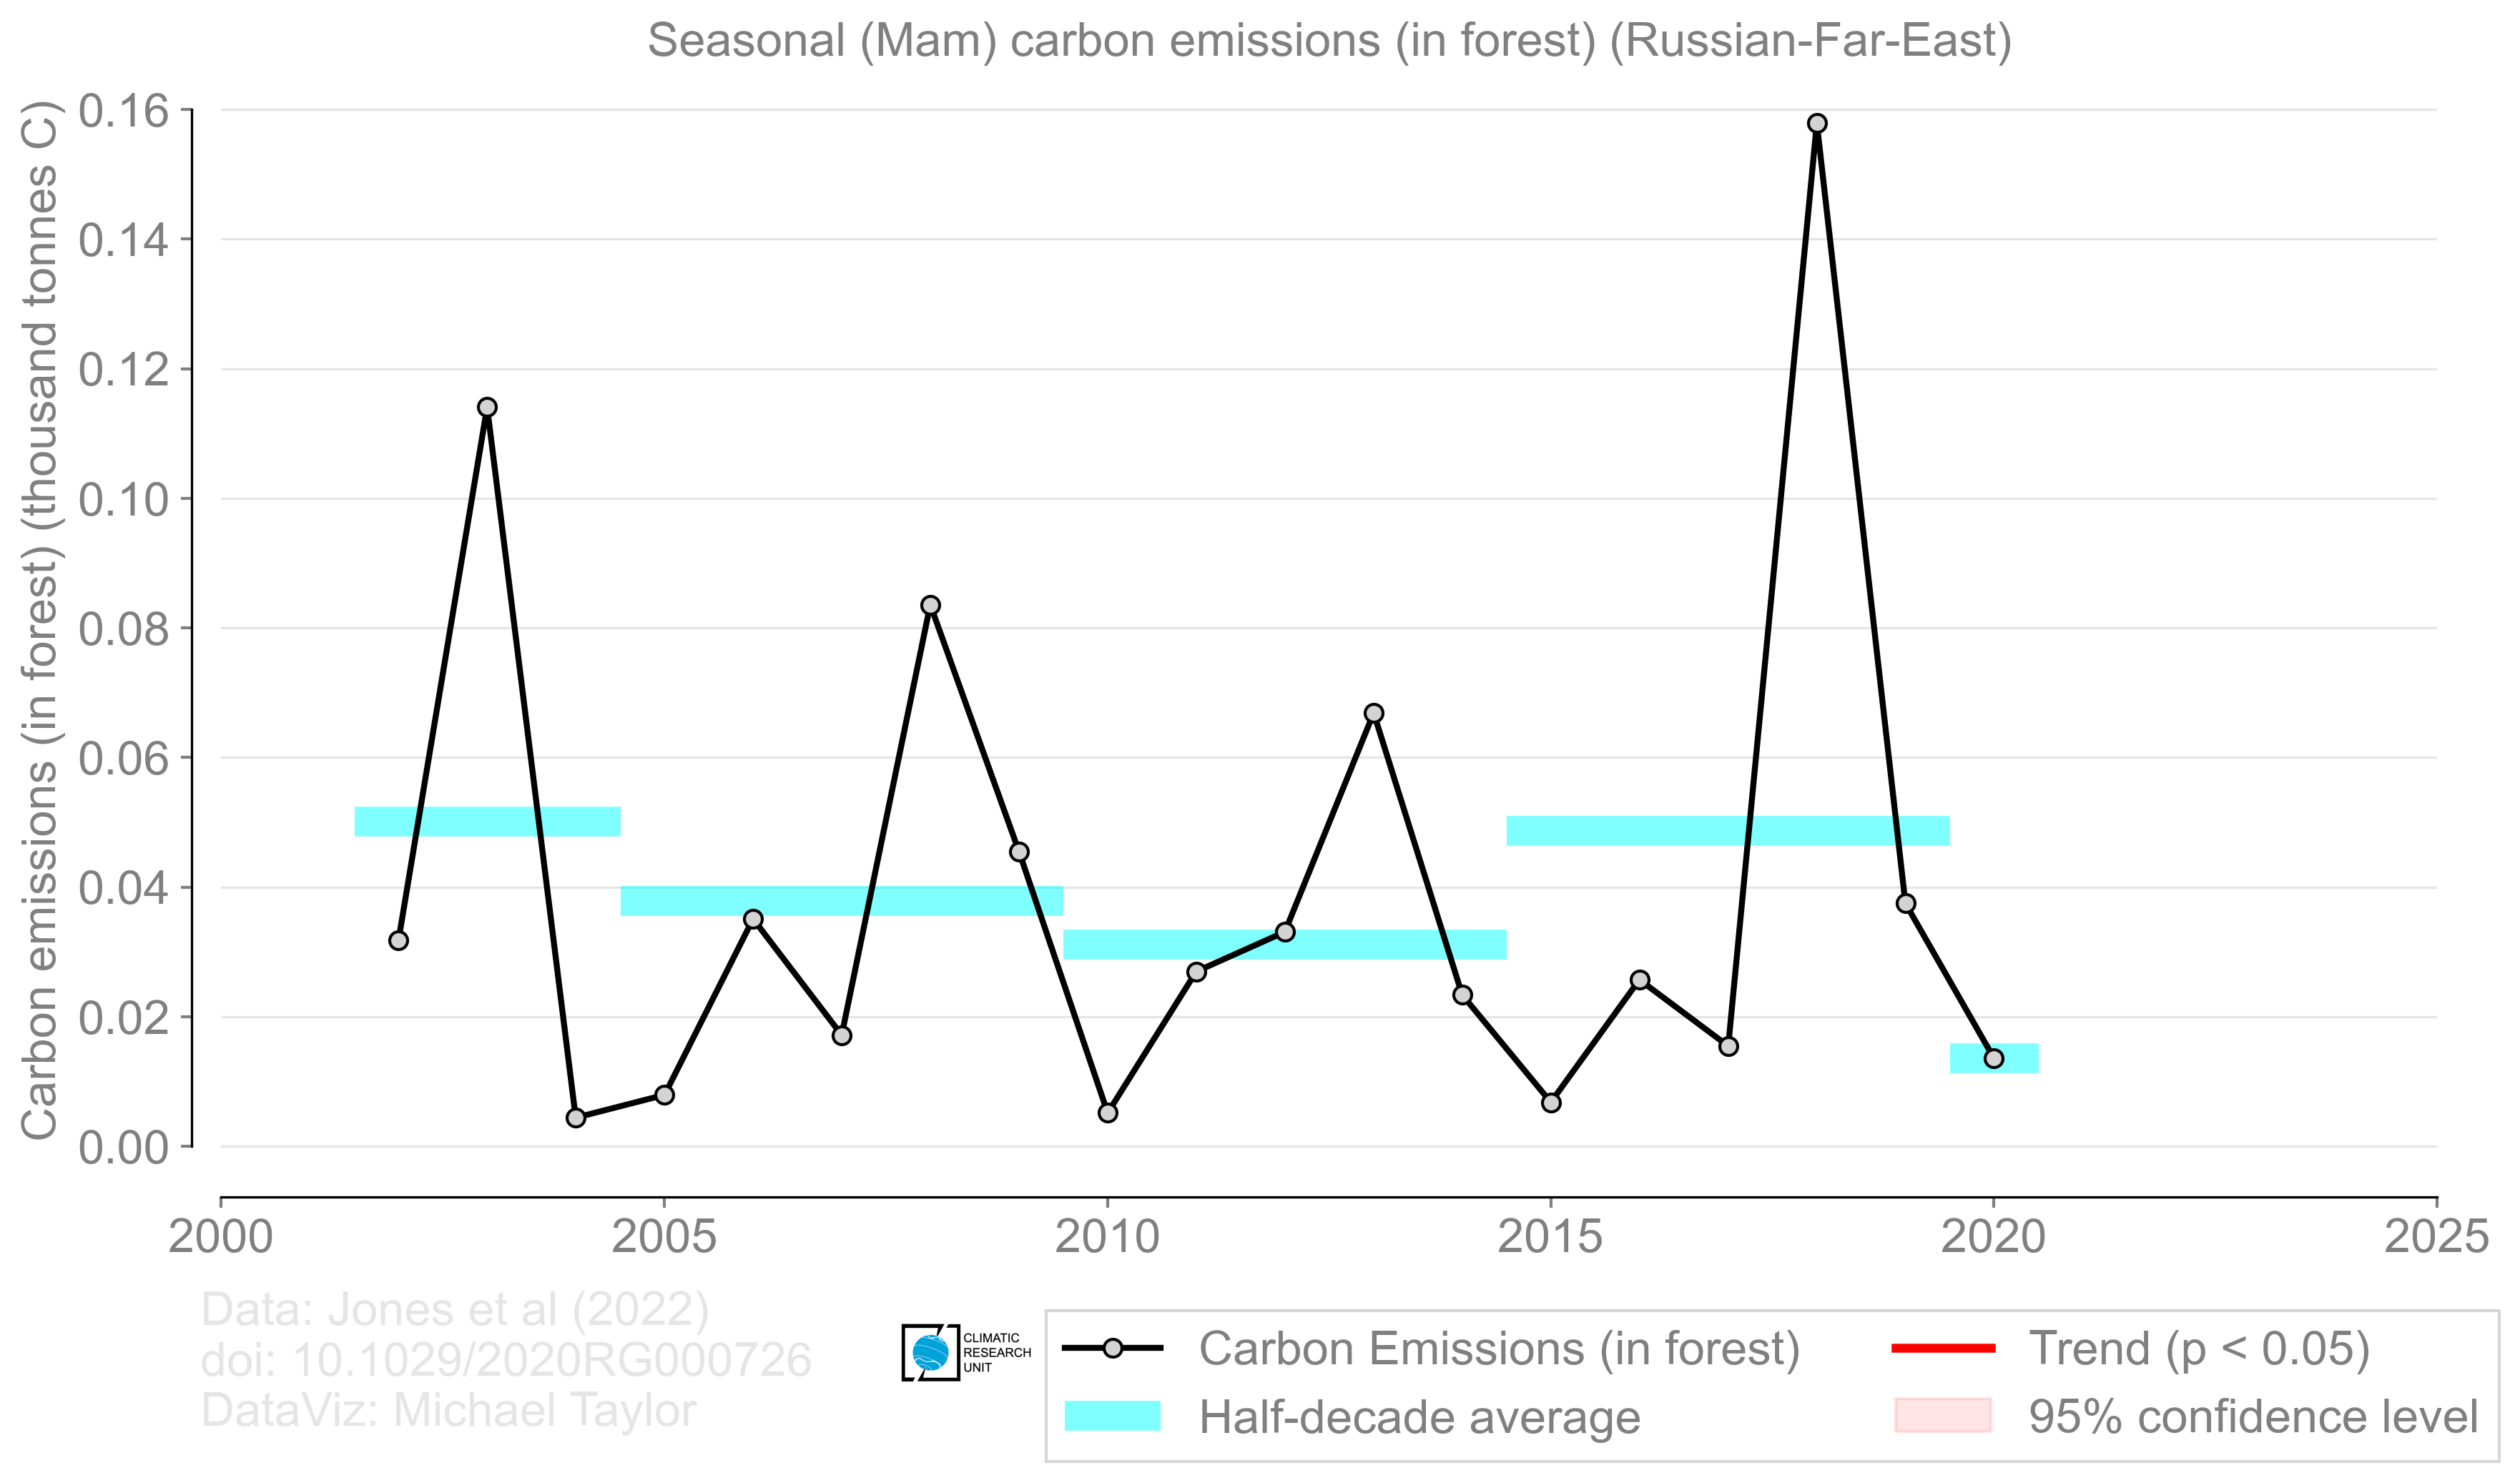 Seasonal (Mam) carbon emissions (in forest) (Russian-Far-East)
Carbon emissions (in forest) (thousand tonnes C)
0.16
0.14
0.12
0.10
0.08
0.06
0.04
0.02
0.00
2000
2005
2010
2015
2020
2025
Data: Jones et al (2022)
doi: 10.1029/2020RG000726
DataViz: Michael Taylor
CLIMATIC
RESEARCH
UNIT
Carbon Emissions (in forest)
Half-decade average
Trend (p < 0.05)
95% confidence level